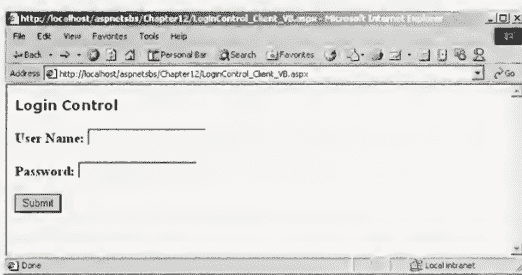 http://localhost/aspnetsbs/Chapter12/LoginControl_Client_VB.aspx - Microsoft Internet Explorer
File Edit View Favorites Tools Help
Back Personal Bar Search Favorites
Address http://localhost/aspnetsbs/Chapter12/LoginControl_Client_VB.aspx Go
Login Control
User Name:
Password:
Submit
Done Local intranet